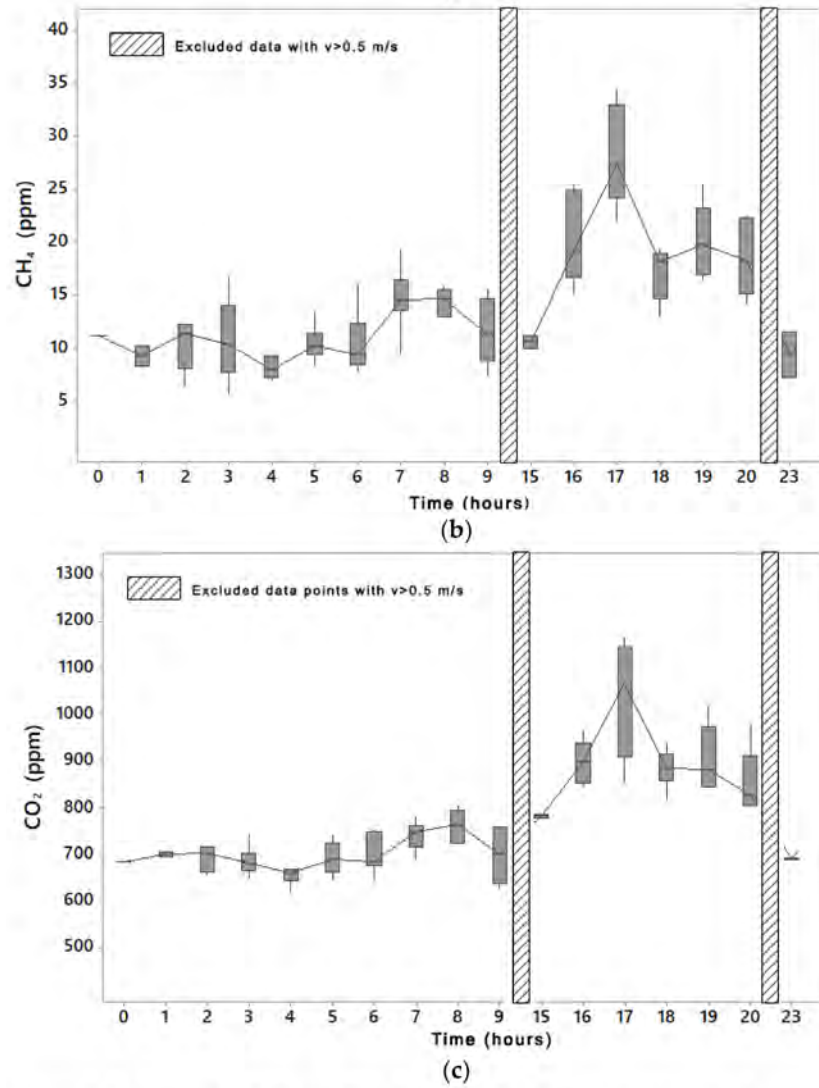 40
Excluded data with v>0.5 m/s
35
30
25
20
15
10
5
CH₄ (ppm)
0 1 2 3 4 5 6 7 8 9 15 16 17 18 19 20 23
Time (hours)
(b)
1300
Excluded data points with v>0.5 m/s
1200
1100
1000
900
800
700
600
500
CO₂ (ppm)
0 1 2 3 4 5 6 7 8 9 15 16 17 18 19 20 23
Time (hours)
(c)